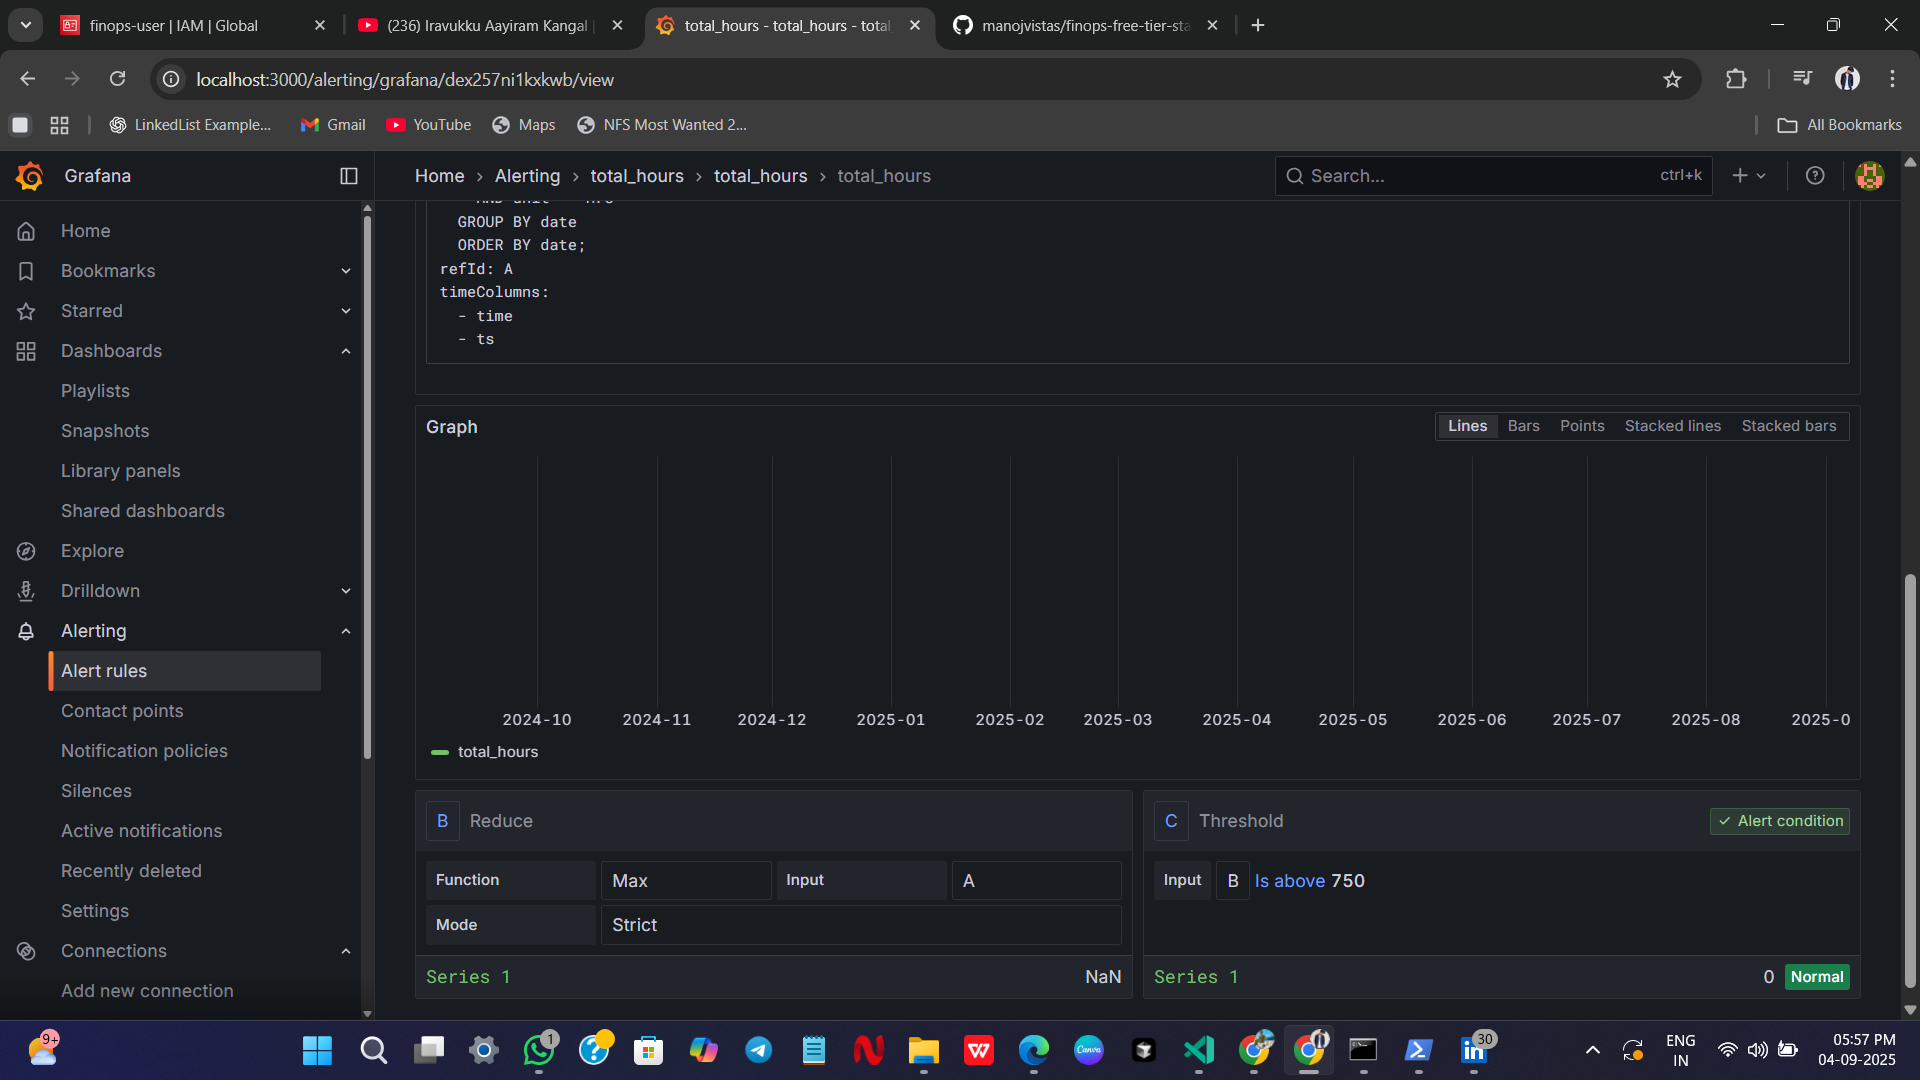 finops-user | IAM | Global
(236) Iravukku Aayiram Kangal |
total_hours - total_hours - total_
manojvistas/finops-free-tier-sta
localhost:3000/alerting/grafana/dex257ni1kxkwb/view
LinkedList Example...
Gmail
YouTube
Maps
NFS Most Wanted 2...
All Bookmarks
Grafana
Home > Alerting > total_hours > total_hours > total_hours
Search...
ctrl+k
Home
Bookmarks
Starred
Dashboards
Playlists
Snapshots
Library panels
Shared dashboards
Explore
Drilldown
Alerting
Alert rules
Contact points
Notification policies
Silences
Active notifications
Recently deleted
Settings
Connections
Add new connection
GROUP BY date
ORDER BY date;
refId: A
timeColumns:
- time
- ts
Graph
Lines Bars Points Stacked lines Stacked bars
2024-10 2024-11 2024-12 2025-01 2025-02 2025-03 2025-04 2025-05 2025-06 2025-07 2025-08 2025-0
total_hours
B Reduce
Function Max Input A
Mode Strict
Series 1 NaN
C Threshold
Alert condition
Input B Is above 750
Series 1 0 Normal
9+
1
Canva
30
ENG
IN
05:57 PM
04-09-2025